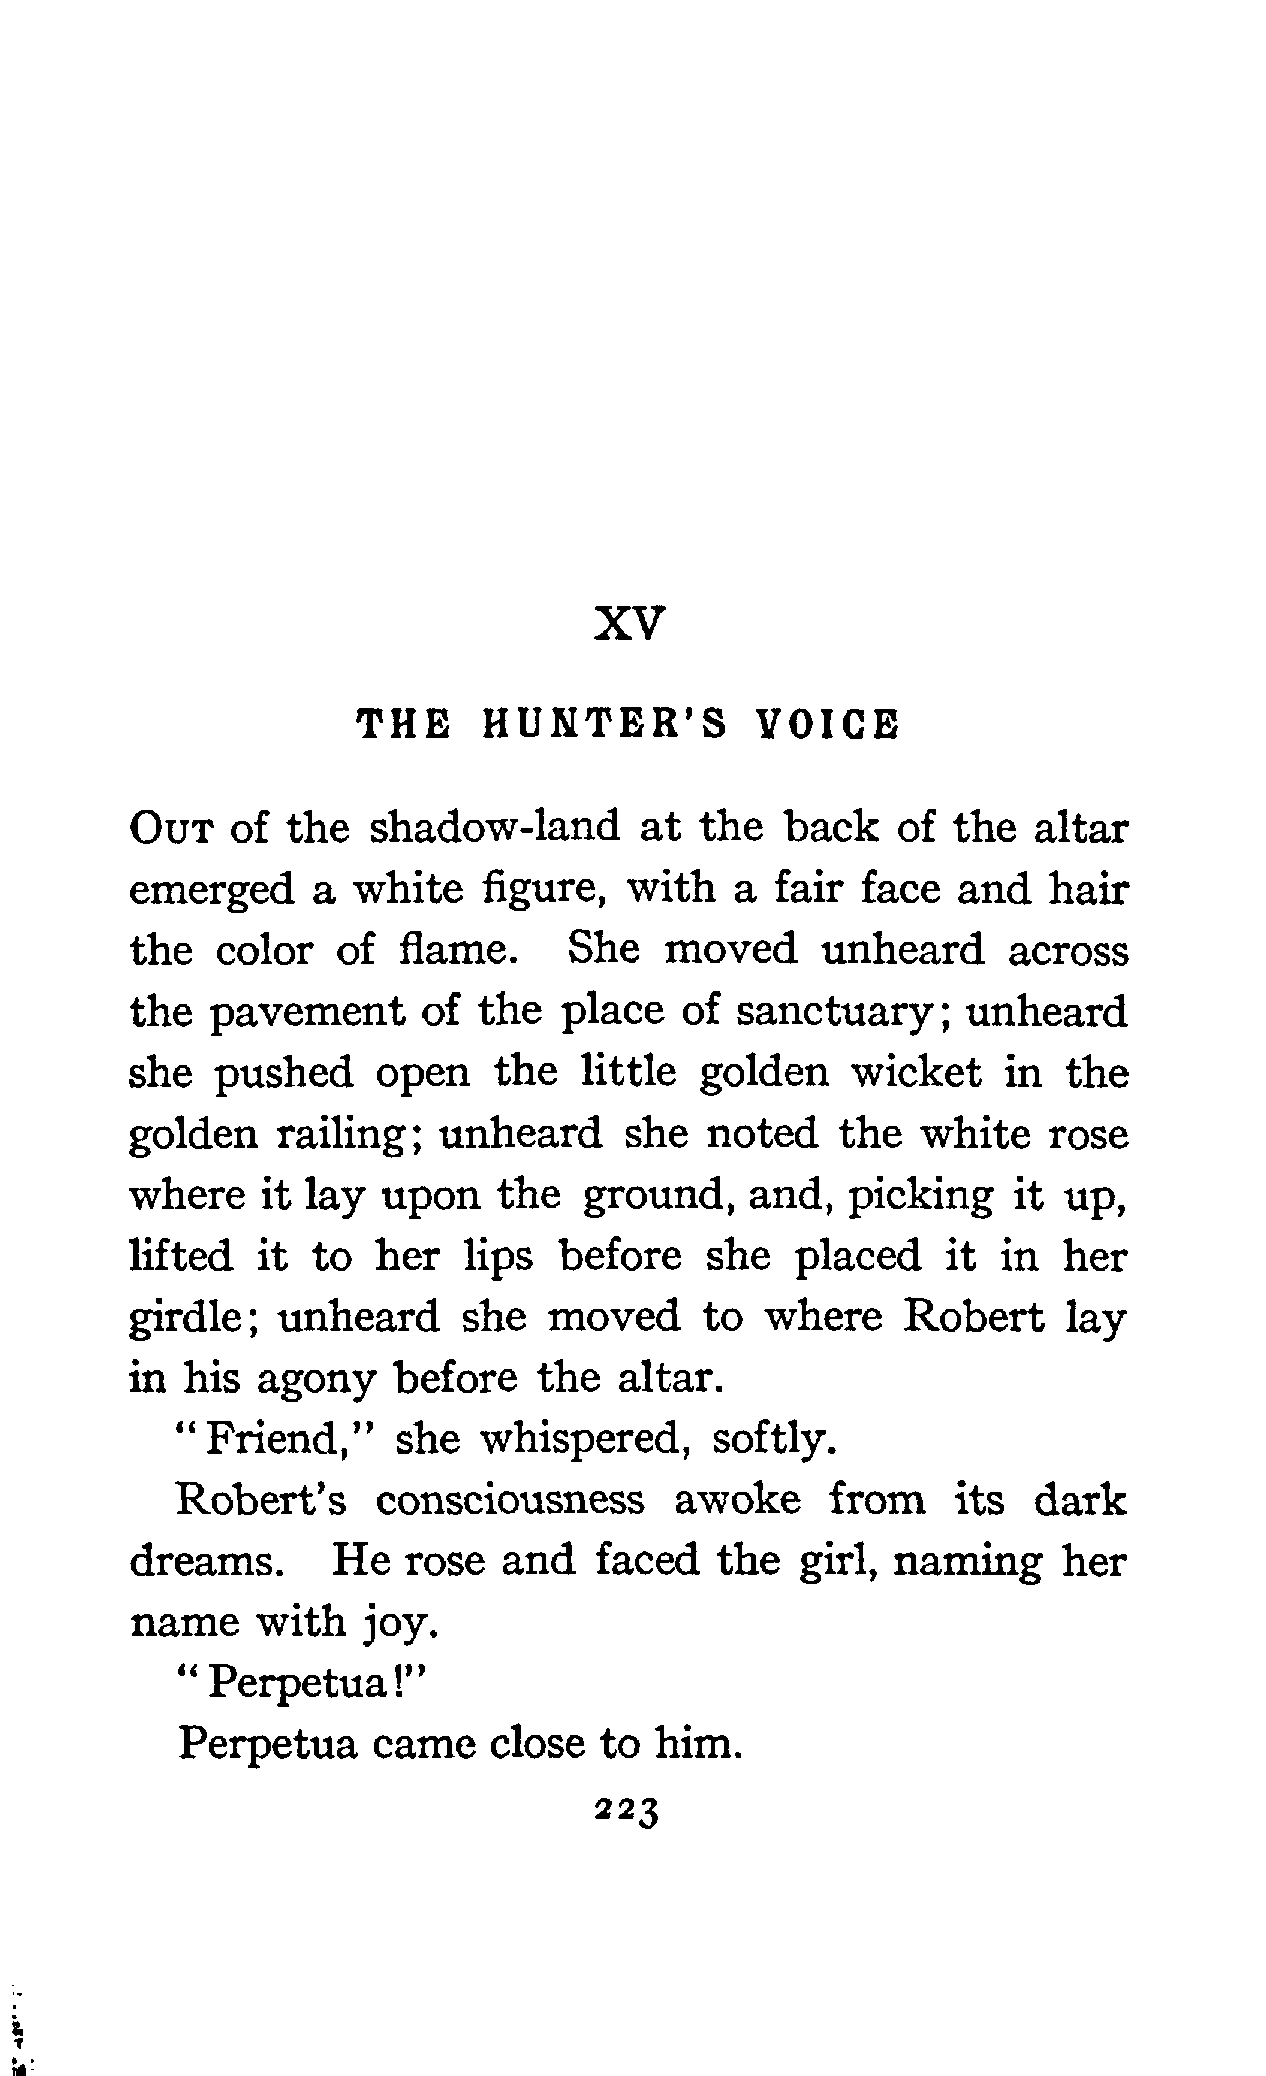 XV
THE HUNTER'S VOICE
OUT of the shadow-land at the back of the altar
emerged a white figure, with a fair face and hair
the color of flame. She moved unheard across
the pavement of the place of sanctuary; unheard
she pushed open the little golden wicket in the
golden railing; unheard she noted the white rose
where it lay upon the ground, and, picking it up,
lifted it to her lips before she placed it in her
girdle; unheard she moved to where Robert lay
in his agony before the altar.
"Friend," she whispered, softly.
Robert's consciousness awoke from its dark
dreams. He rose and faced the girl, naming her
name with joy.
"Perpetua!"
Perpetua came close to him.
223